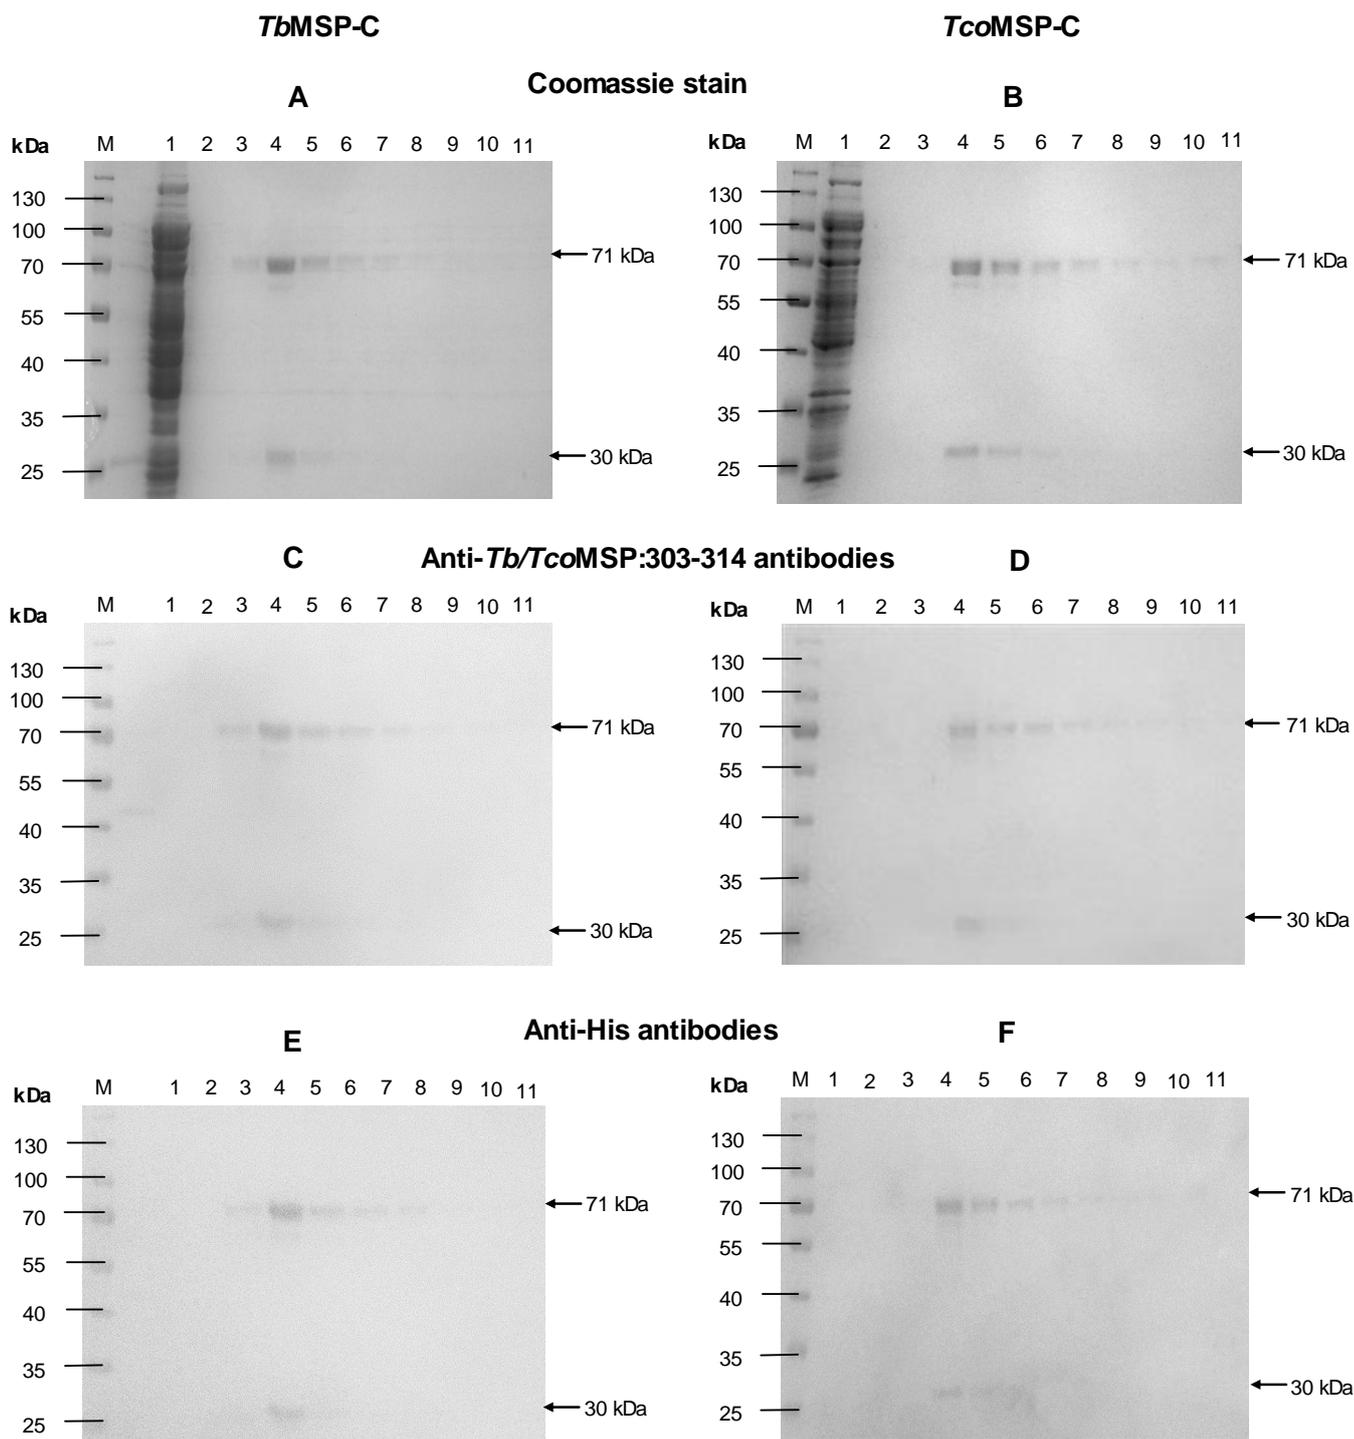 TbMSP-C TcoMSP-C
Coomassie stain
A B
kDa M 1 2 3 4 5 6 7 8 9 10 11
130
100
70
55
40
35
25
71 kDa
30 kDa
kDa M 1 2 3 4 5 6 7 8 9 10 11
130
100
70
55
40
35
25
71 kDa
30 kDa
C Anti-Tb/TcoMSP:303-314 antibodies D
kDa M 1 2 3 4 5 6 7 8 9 10 11
130
100
70
55
40
35
25
71 kDa
30 kDa
kDa M 1 2 3 4 5 6 7 8 9 10 11
130
100
70
55
40
35
25
71 kDa
30 kDa
E Anti-His antibodies F
kDa M 1 2 3 4 5 6 7 8 9 10 11
130
100
70
55
40
35
25
71 kDa
30 kDa
kDa M 1 2 3 4 5 6 7 8 9 10 11
130
100
70
55
40
35
25
71 kDa
30 kDa